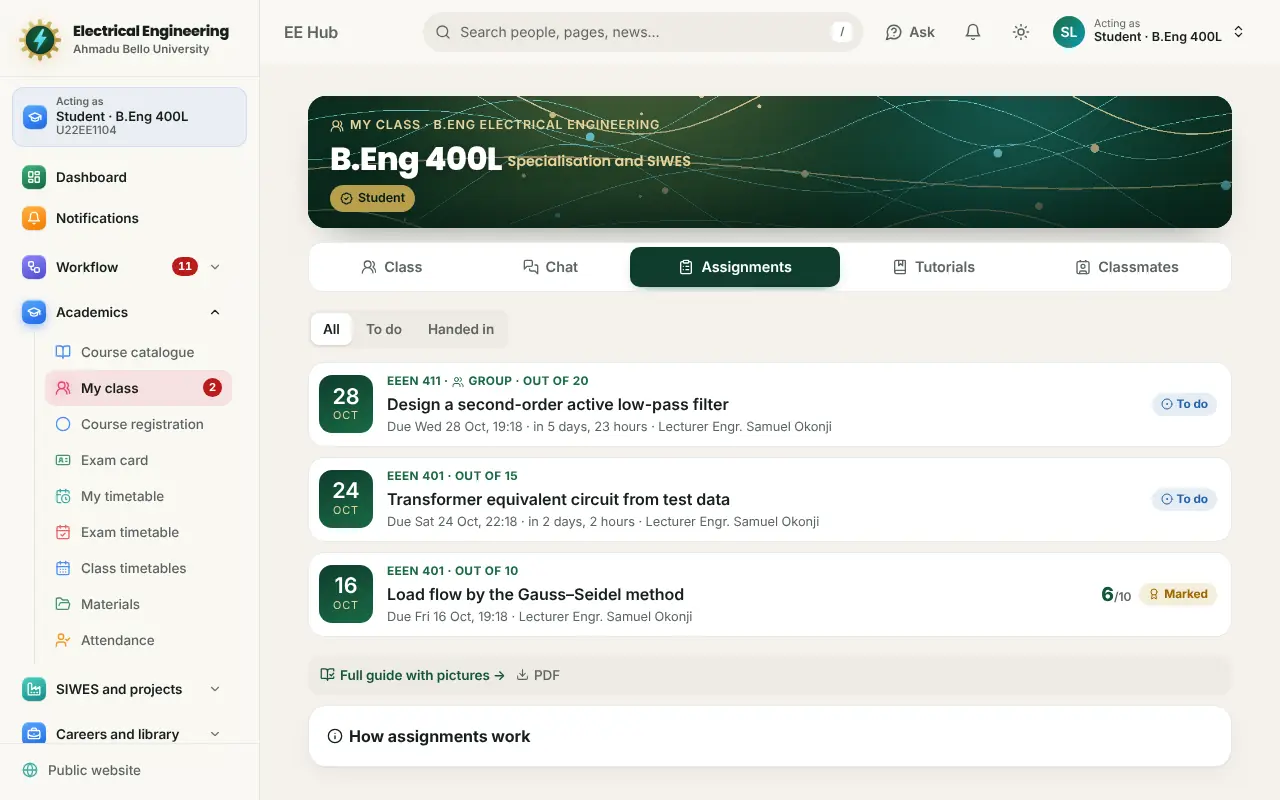 Electrical Engineering
Ahmadu Bello University
Acting as
Student · B.Eng 400L
U22EE1104
Dashboard
Notifications
Workflow 11
Academics
Course catalogue
My class 2
Course registration
Exam card
My timetable
Exam timetable
Class timetables
Materials
Attendance
SIWES and projects
Careers and library
Public website
EE Hub
Search people, pages, news... /
Ask
SL
Acting as
Student · B.Eng 400L
MY CLASS · B.ENG ELECTRICAL ENGINEERING
B.Eng 400L Specialisation and SIWES
Student
Class Chat Assignments Tutorials Classmates
All To do Handed in
28 OCT
EEEN 411 · GROUP · OUT OF 20
Design a second-order active low-pass filter
Due Wed 28 Oct, 19:18 · in 5 days, 23 hours · Lecturer Engr. Samuel Okonji
To do
24 OCT
EEEN 401 · OUT OF 15
Transformer equivalent circuit from test data
Due Sat 24 Oct, 22:18 · in 2 days, 2 hours · Lecturer Engr. Samuel Okonji
To do
16 OCT
EEEN 401 · OUT OF 10
Load flow by the Gauss–Seidel method
Due Fri 16 Oct, 19:18 · Lecturer Engr. Samuel Okonji
6/10 Marked
Full guide with pictures → PDF
How assignments work